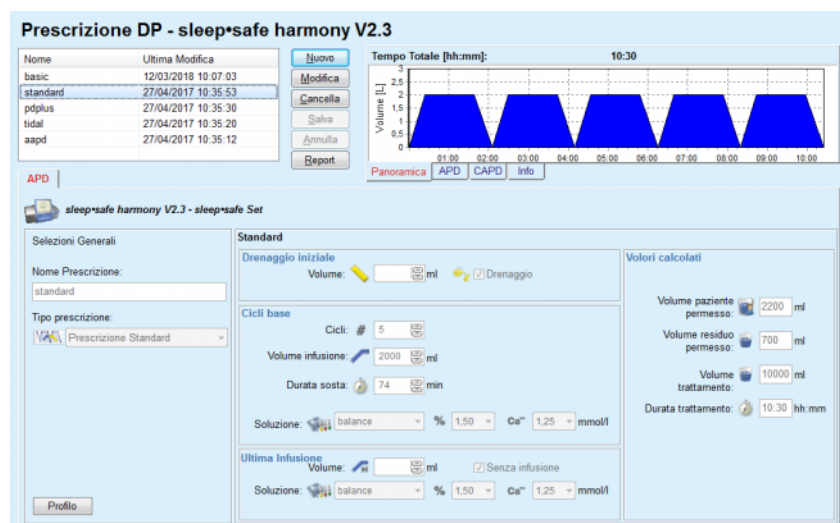 Prescrizione DP - sleep•safe harmony V2.3
Nome Ultima Modifica
basic 12/03/2018 10:07:03
standard 27/04/2017 10:35:53
pdplus 27/04/2017 10:35:30
tidal 27/04/2017 10:35:20
aapd 27/04/2017 10:35:12
Nuovo
Modifica
Cancella
Salva
Annulla
Report
Tempo Totale [hh:mm]: 10:30
Volume [L]
3
2,5
2
1,5
1
0,5
0
01:00 02:00 03:00 04:00 05:00 06:00 07:00 08:00 09:00 10:00
Panoramica APD CAPD Info
APD
sleep•safe harmony V2.3 - sleep•safe Set
Selezioni Generali
Nome Prescrizione:
standard
Tipo prescrizione:
Prescrizione Standard
Profilo
Standard
Drenaggio iniziale
Volume: ml Drenaggio
Cicli base
Cicli: # 5
Volume infusione: 2000 ml
Durata sosta: 74 min
Soluzione: balance % 1,50 Ca⁺⁺ 1,25 mmol/l
Ultima Infusione
Volume: ml Senza infusione
Soluzione: balance % 1,50 Ca⁺⁺ 1,25 mmol/l
Volori calcolati
Volume paziente
permesso: 2200 ml
Volume residuo
permesso: 700 ml
Volume
trattamento: 10000 ml
Durata trattamento: 10:30 hh:mm